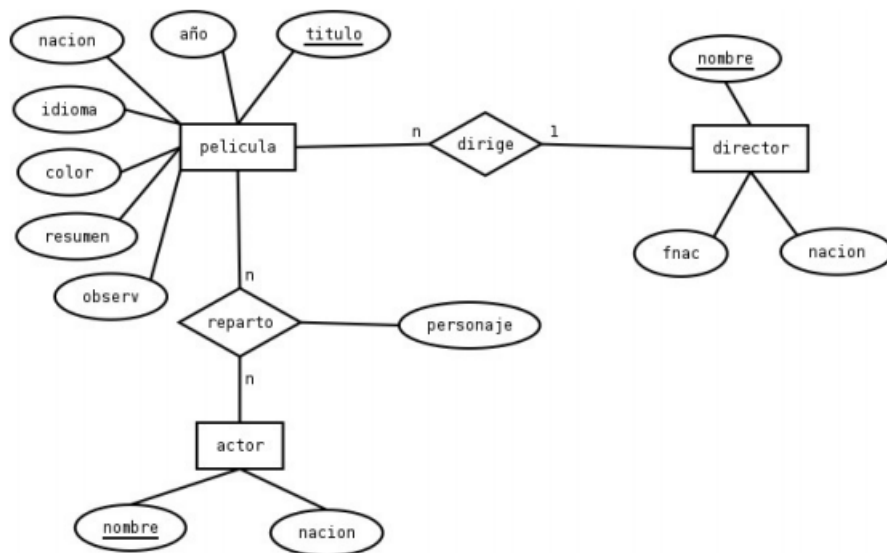 nacion
año
titulo
nombre
idioma
pelicula
n
dirige
1
director
color
resumen
fnac
nacion
observ
n
reparto
personaje
n
actor
nombre
nacion